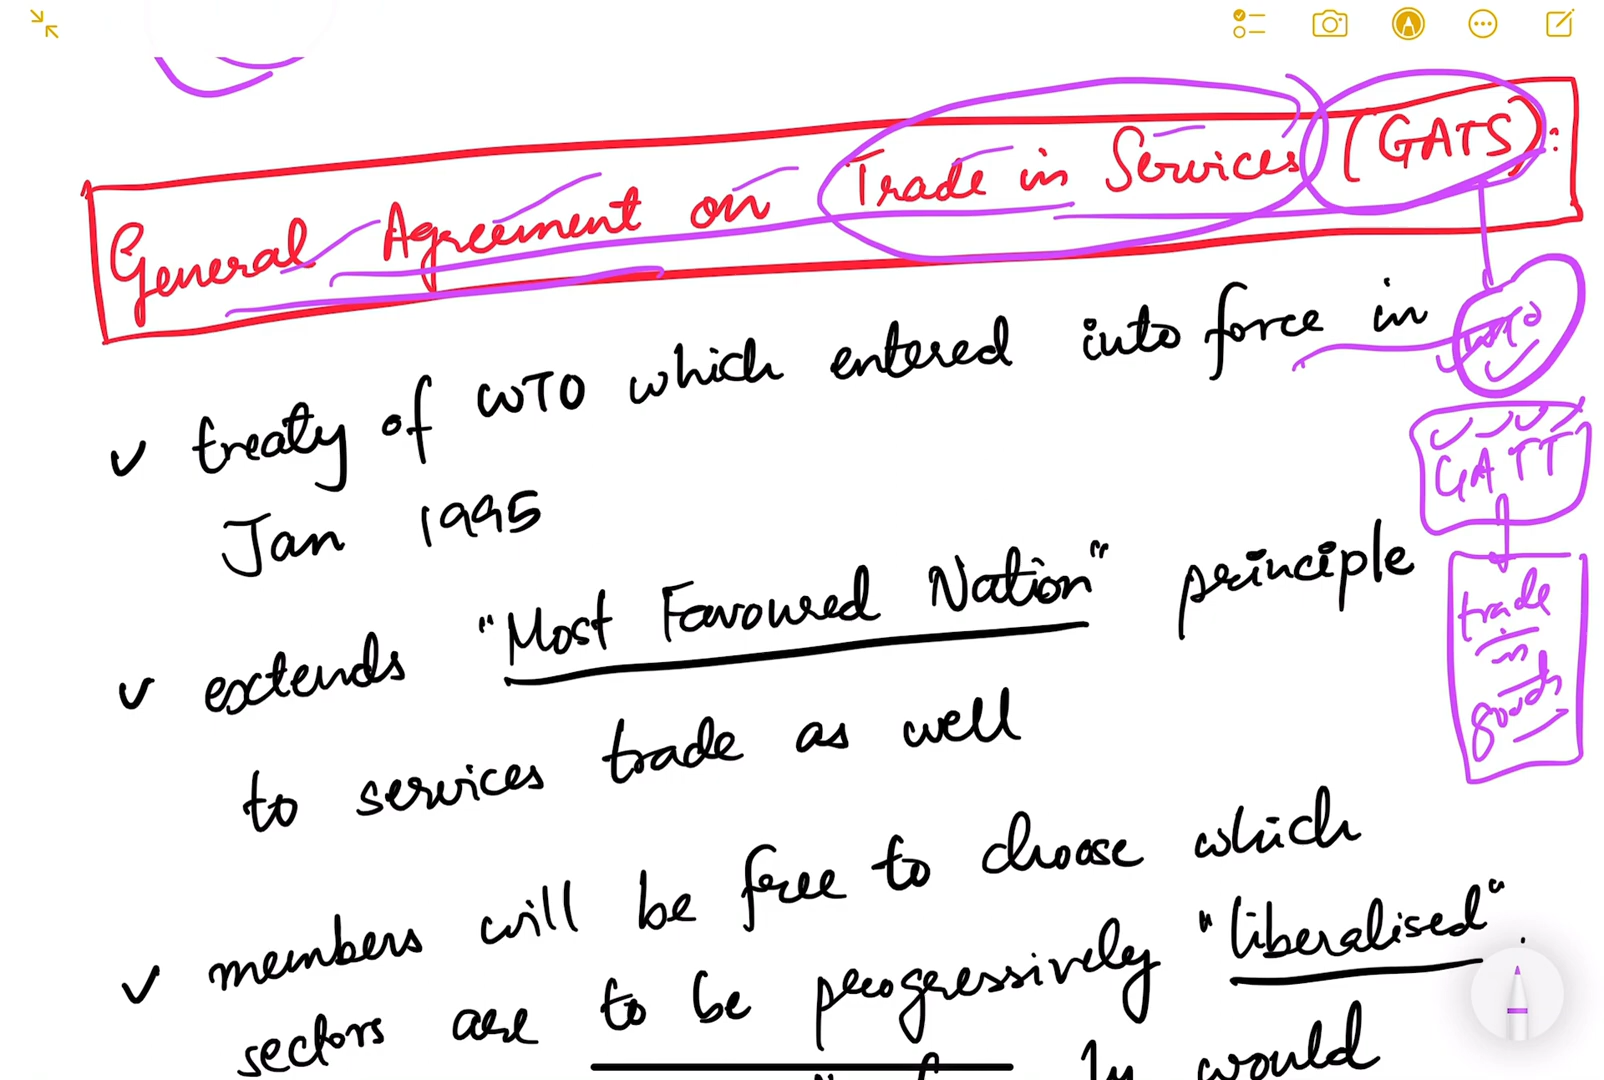 General Agreement on Trade in Services (GATS):
✓ treaty of WTO which entered into force in
Jan 1995
✓ extends "Most Favoured Nation" principle
to services trade as well
✓ members will be free to choose which
sectors are to be progressively "liberalised".
would
WTO
GATT
trade
in
goods